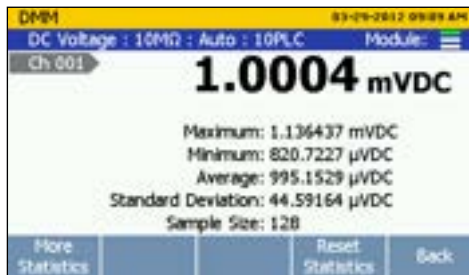 DMM 03-29-2012 09:09 AM
DC Voltage : 10MΩ : Auto : 10PLC Module:
Ch 001
1.0004 mVDC
Maximum: 1.136437 mVDC
Minimum: 820.7227 µVDC
Average: 995.1529 µVDC
Standard Deviation: 44.59164 µVDC
Sample Size: 128
More Statistics Reset Statistics Back